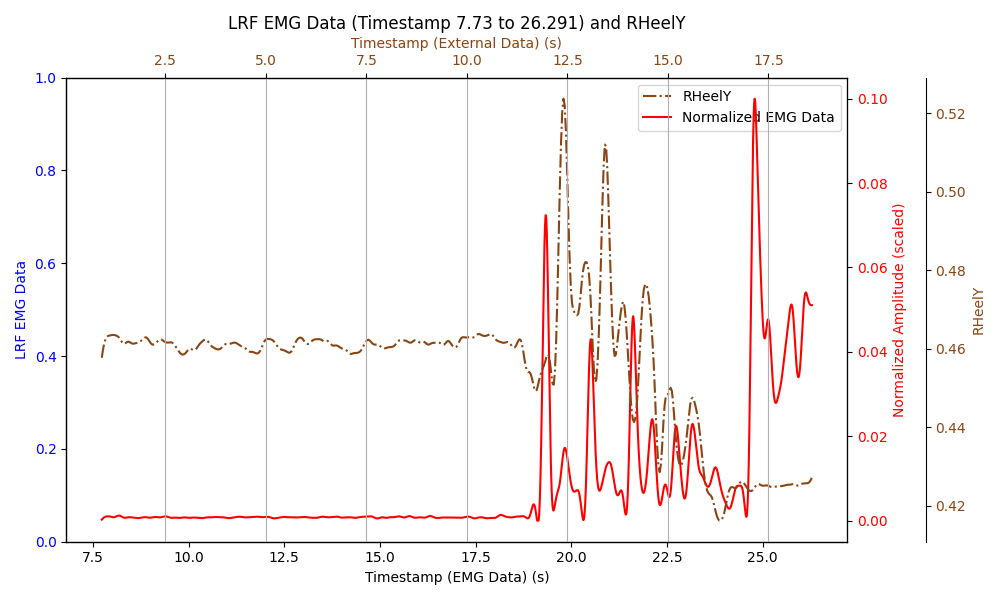 LRF EMG Data (Timestamp 7.73 to 26.291) and RHeelY
Timestamp (External Data) (s)
2.5 5.0 7.5 10.0 12.5 15.0 17.5
RHeelY
Normalized EMG Data
1.0
0.8
0.6
0.4
0.2
0.0
LRF EMG Data
0.10
0.08
0.06
0.04
0.02
0.00
Normalized Amplitude (scaled)
0.52
0.50
0.48
0.46
0.44
0.42
RHeelY
7.5 10.0 12.5 15.0 17.5 20.0 22.5 25.0
Timestamp (EMG Data) (s)